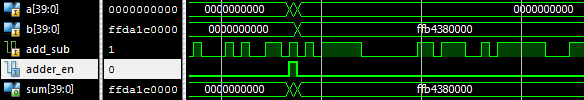 a[39:0] 0000000000 0000000000 0000000000
b[39:0] ffda1c0000 0000000000 ffb4380000
add_sub 1
adder_en 0
sum[39:0] ffda1c0000 0000000000 ffb4380000